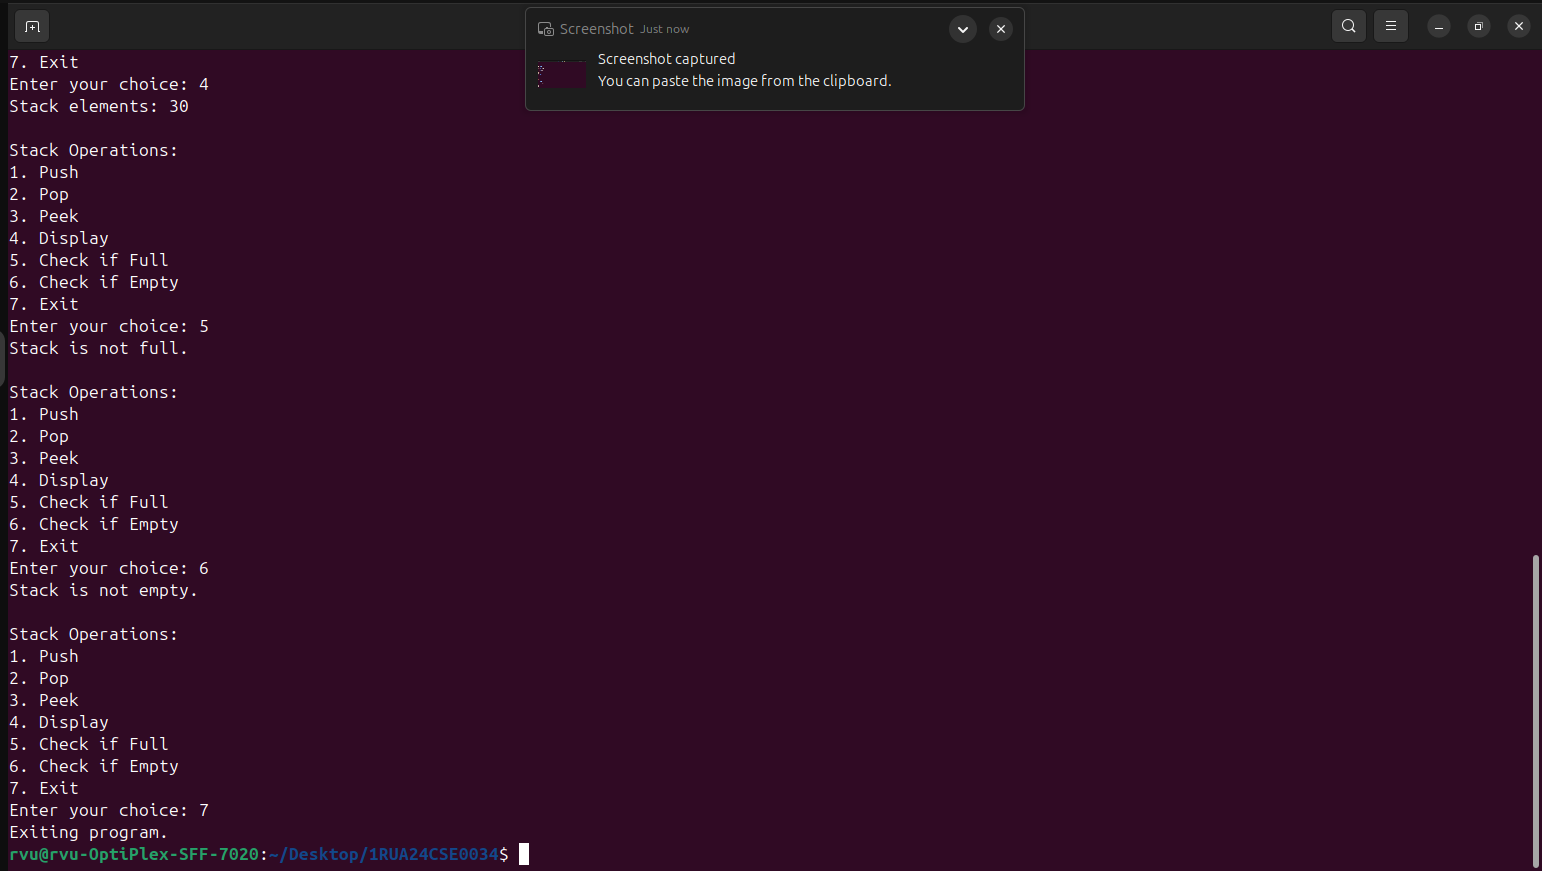 Screenshot Just now
Screenshot captured
You can paste the image from the clipboard.
7. Exit
Enter your choice: 4
Stack elements: 30
Stack Operations:
1. Push
2. Pop
3. Peek
4. Display
5. Check if Full
6. Check if Empty
7. Exit
Enter your choice: 5
Stack is not full.
Stack Operations:
1. Push
2. Pop
3. Peek
4. Display
5. Check if Full
6. Check if Empty
7. Exit
Enter your choice: 6
Stack is not empty.
Stack Operations:
1. Push
2. Pop
3. Peek
4. Display
5. Check if Full
6. Check if Empty
7. Exit
Enter your choice: 7
Exiting program.
rvu@rvu-OptiPlex-SFF-7020:~/Desktop/1RUA24CSE0034$